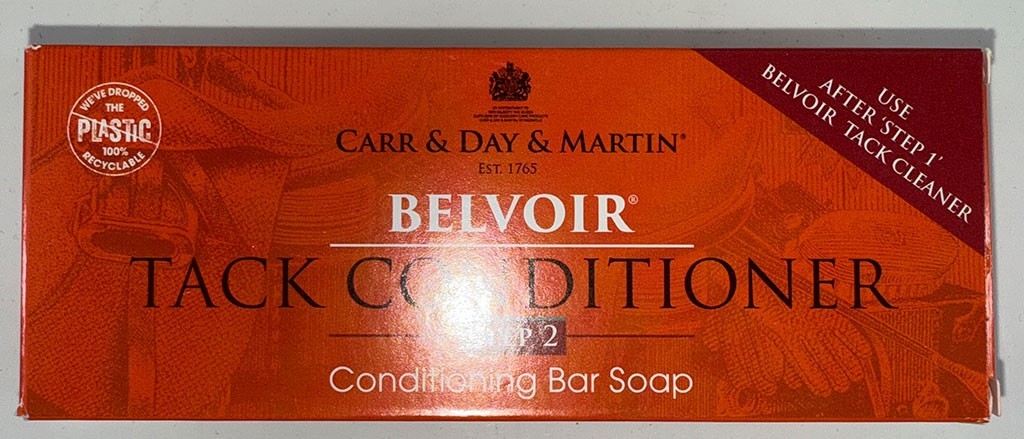 WE'VE DROPPED
THE
PLASTIC
100%
RECYCLABLE
CARR & DAY & MARTIN®
EST. 1765
BELVOIR®
TACK CONDITIONER
STEP 2
Conditioning Bar Soap
USE
AFTER 'STEP 1'
BELVOIR TACK CLEANER